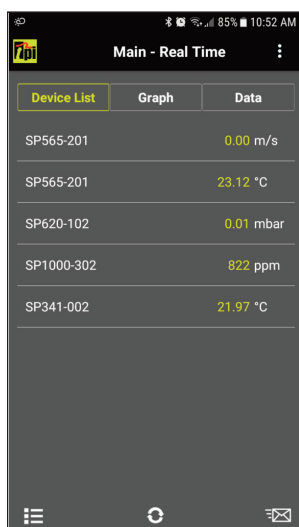 85% 10:52 AM
TPI Main - Real Time
Device List Graph Data
SP565-201 0.00 m/s
SP565-201 23.12 °C
SP620-102 0.01 mbar
SP1000-302 822 ppm
SP341-002 21.97 °C